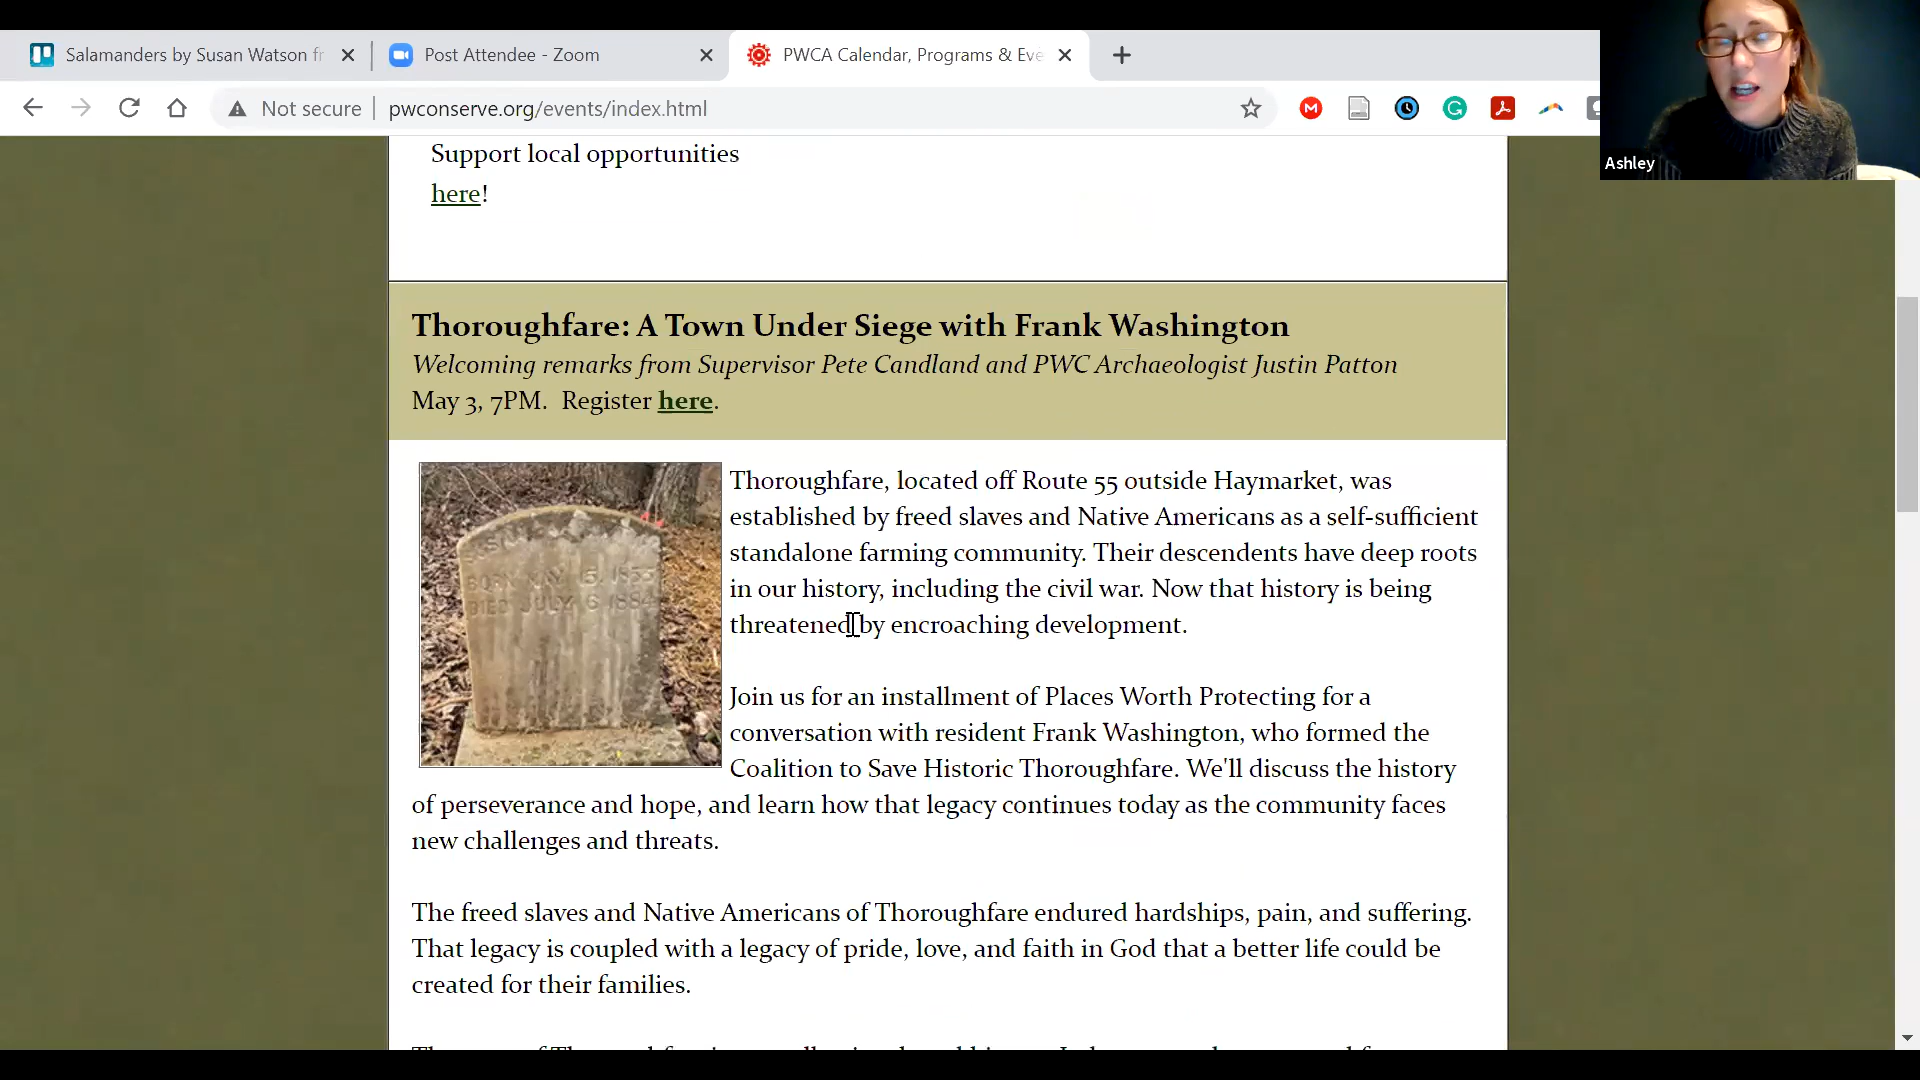 Salamanders by Susan Watson fr
Post Attendee - Zoom
PWCA Calendar, Programs & Eve
Not secure
pwconserve.org/events/index.html
Ashley
Support local opportunities
here!
Thoroughfare: A Town Under Siege with Frank Washington
Welcoming remarks from Supervisor Pete Candland and PWC Archaeologist Justin Patton
May 3, 7PM. Register here.
Thoroughfare, located off Route 55 outside Haymarket, was
established by freed slaves and Native Americans as a self-sufficient
standalone farming community. Their descendents have deep roots
in our history, including the civil war. Now that history is being
threatened by encroaching development.
BORN MAY 15, 1855
DIED JULY 6 1884
Join us for an installment of Places Worth Protecting for a
conversation with resident Frank Washington, who formed the
Coalition to Save Historic Thoroughfare. We'll discuss the history
of perseverance and hope, and learn how that legacy continues today as the community faces
new challenges and threats.
The freed slaves and Native Americans of Thoroughfare endured hardships, pain, and suffering.
That legacy is coupled with a legacy of pride, love, and faith in God that a better life could be
created for their families.